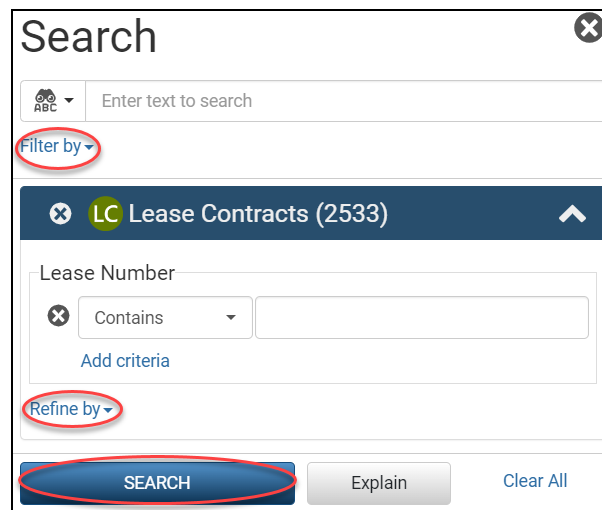 Search
ABC
Enter text to search
Filter by
LC Lease Contracts (2533)
Lease Number
Contains
Add criteria
Refine by
SEARCH Explain Clear All